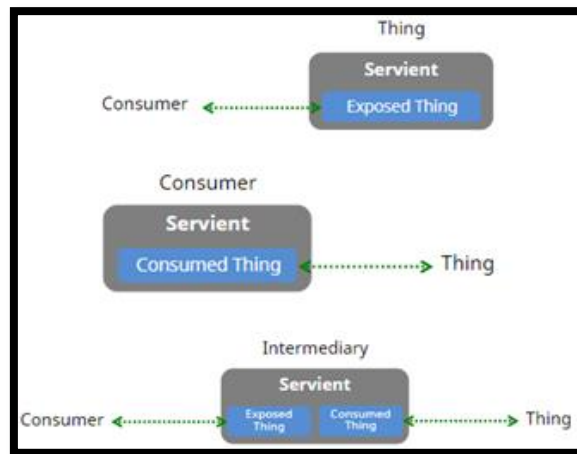 Thing
Servient
Consumer
Exposed Thing
Consumer
Servient
Consumed Thing
Thing
Intermediary
Servient
Consumer
Exposed
Thing
Consumed
Thing
Thing